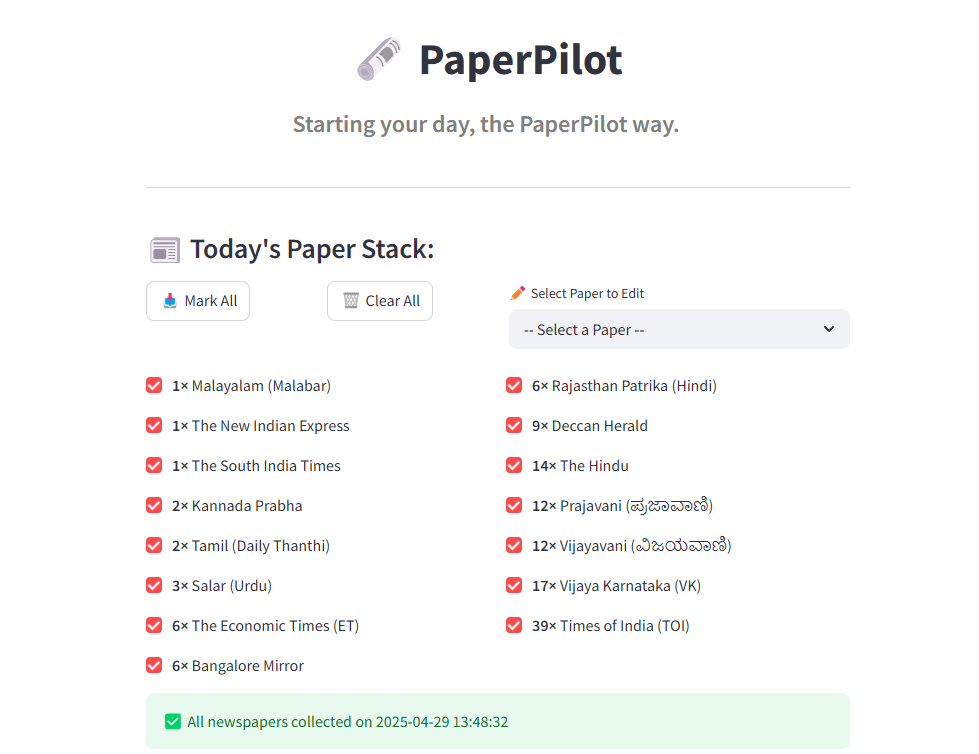 PaperPilot
Starting your day, the PaperPilot way.
Today's Paper Stack:
Mark All
Clear All
Select Paper to Edit
-- Select a Paper --
1× Malayalam (Malabar)
1× The New Indian Express
1× The South India Times
2× Kannada Prabha
2× Tamil (Daily Thanthi)
3× Salar (Urdu)
6× The Economic Times (ET)
6× Bangalore Mirror
6× Rajasthan Patrika (Hindi)
9× Deccan Herald
14× The Hindu
12× Prajavani (ಪ್ರಜಾವಾಣಿ)
12× Vijayavani (ವಿಜಯವಾಣಿ)
17× Vijaya Karnataka (VK)
39× Times of India (TOI)
All newspapers collected on 2025-04-29 13:48:32